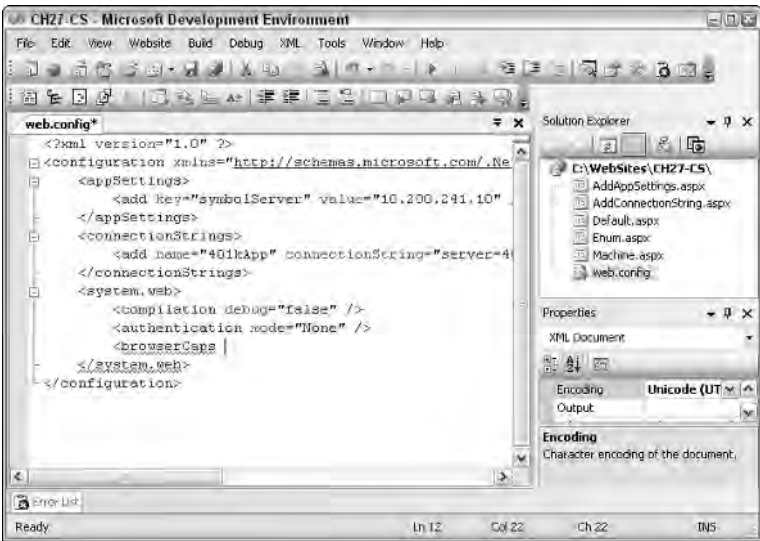 CH27-CS - Microsoft Development Environment
File Edit View Website Build Debug XML Tools Window Help
web.config*
<?xml version="1.0" ?>
<configuration xmlns="http://schemas.microsoft.com/.Ne
<appSettings>
<add key="symbolServer" value="10.200.241.10"
</appSettings>
<connectionStrings>
<add name="401kApp" connectionString="server=40
</connectionStrings>
<system.web>
<compilation debug="false" />
<authentication mode="None" />
<browserCaps
</system.web>
</configuration>
Solution Explorer
C:\WebSites\CH27-CS\
AddAppSettings.aspx
AddConnectionString.aspx
Default.aspx
Enum.aspx
Machine.aspx
web.config
Properties
XML Document
Encoding Unicode (UT
Output
Encoding
Character encoding of the document.
Error List
Ready Ln 12 Col 22 Ch 22 INS